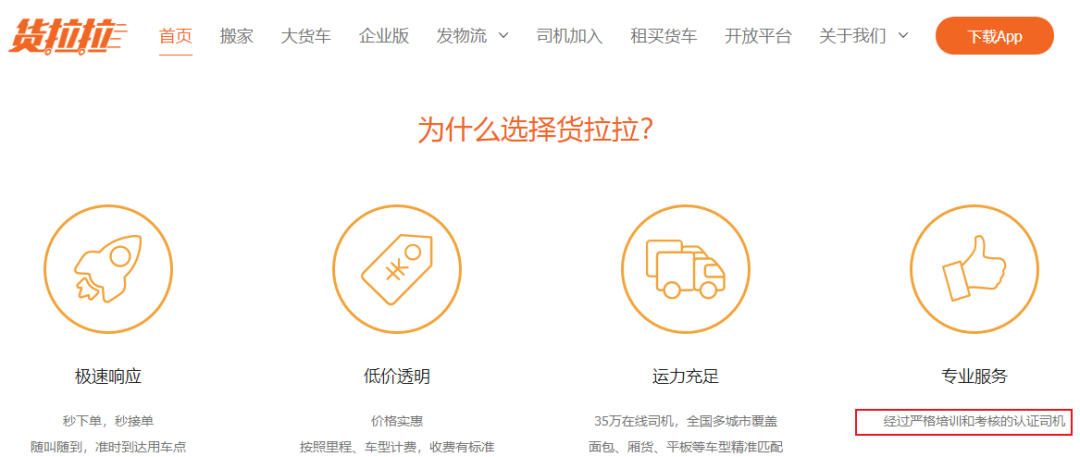 货拉拉
首页 搬家 大货车 企业版 发物流 司机加入 租买货车 开放平台 关于我们 下载App
为什么选择货拉拉?
极速响应
秒下单，秒接单
随叫随到，准时到达用车点
低价透明
价格实惠
按照里程、车型计费，收费有标准
运力充足
35万在线司机，全国多城市覆盖
面包、厢货、平板等车型精准匹配
专业服务
经过严格培训和考核的认证司机